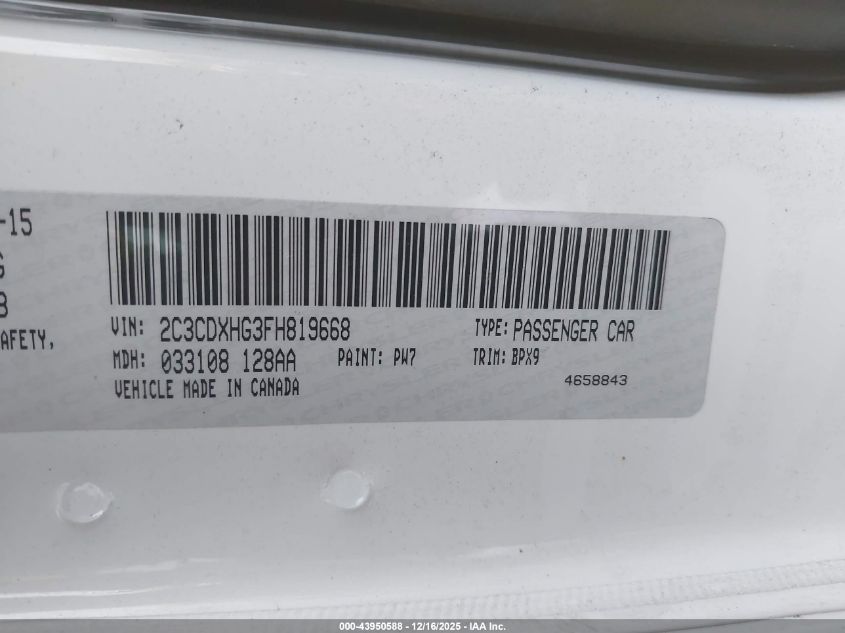 -15
G
8
AFETY,
VIN: 2C3CDXHG3FH819668 TYPE: PASSENGER CAR
MDH: 033108 128AA PAINT: PW7 TRIM: BPX9
VEHICLE MADE IN CANADA 4658843
000-43950588 - 12/16/2025 - IAA Inc.